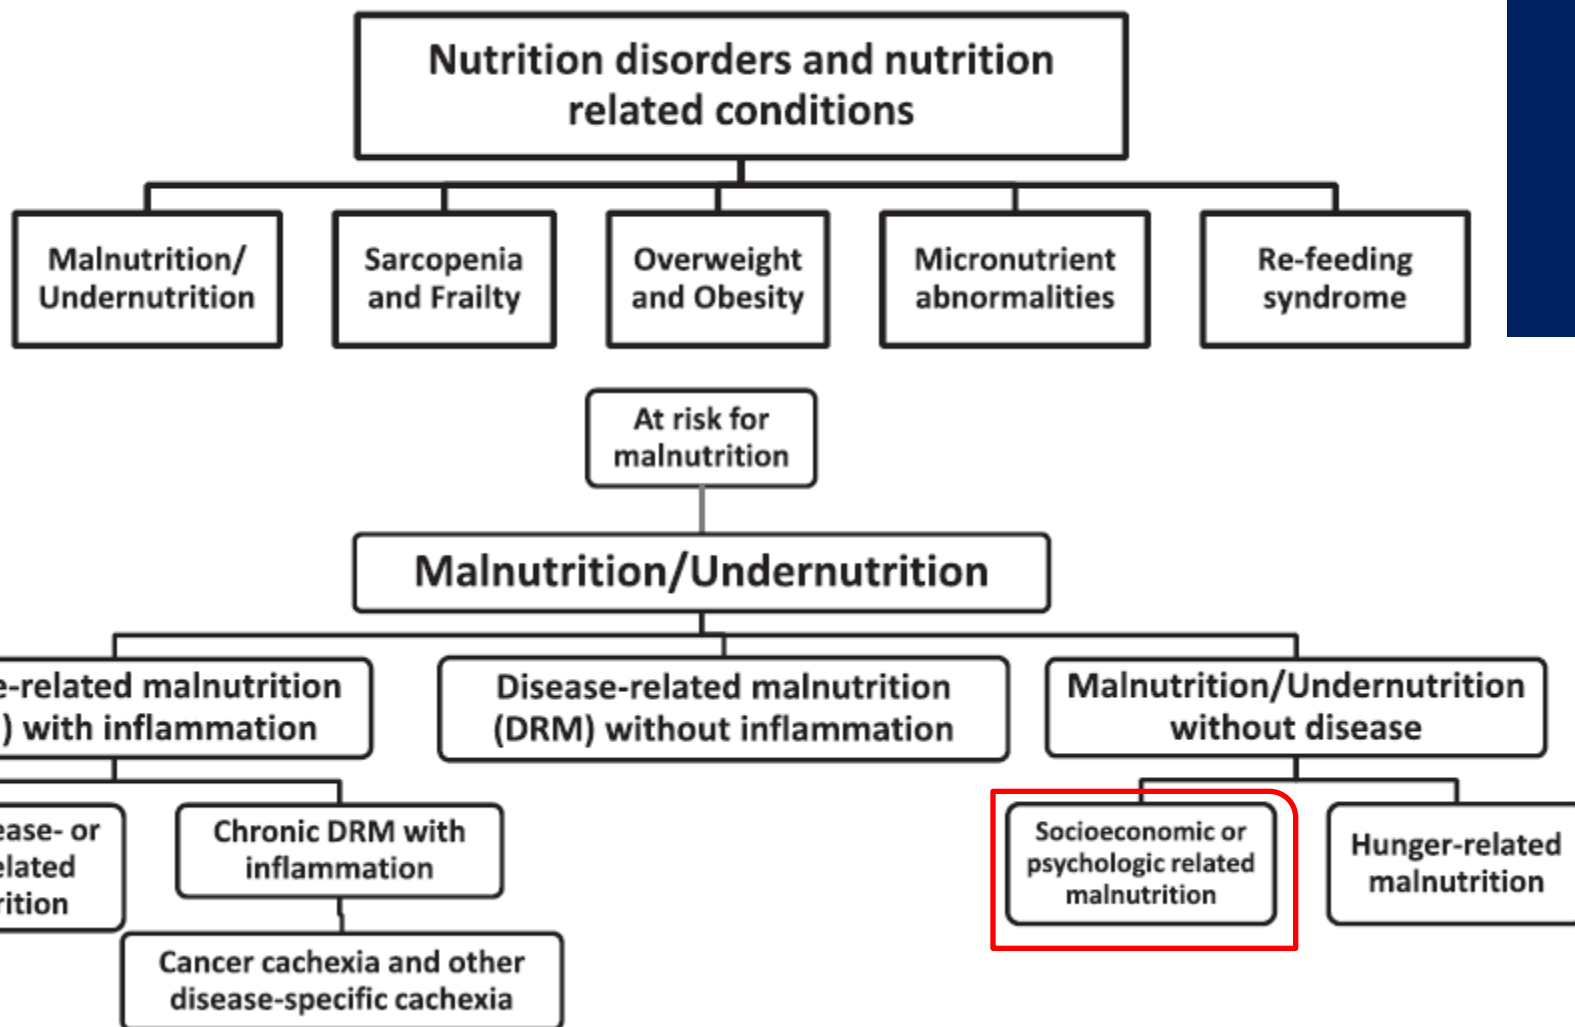 Nutrition disorders and nutrition
related conditions
Malnutrition/
Undernutrition
Sarcopenia
and Frailty
Overweight
and Obesity
Micronutrient
abnormalities
Re-feeding
syndrome
At risk for
malnutrition
Malnutrition/Undernutrition
e-related malnutrition
) with inflammation
Disease-related malnutrition
(DRM) without inflammation
Malnutrition/Undernutrition
without disease
ease- or
elated
rition
Chronic DRM with
inflammation
Cancer cachexia and other
disease-specific cachexia
Socioeconomic or
psychologic related
malnutrition
Hunger-related
malnutrition